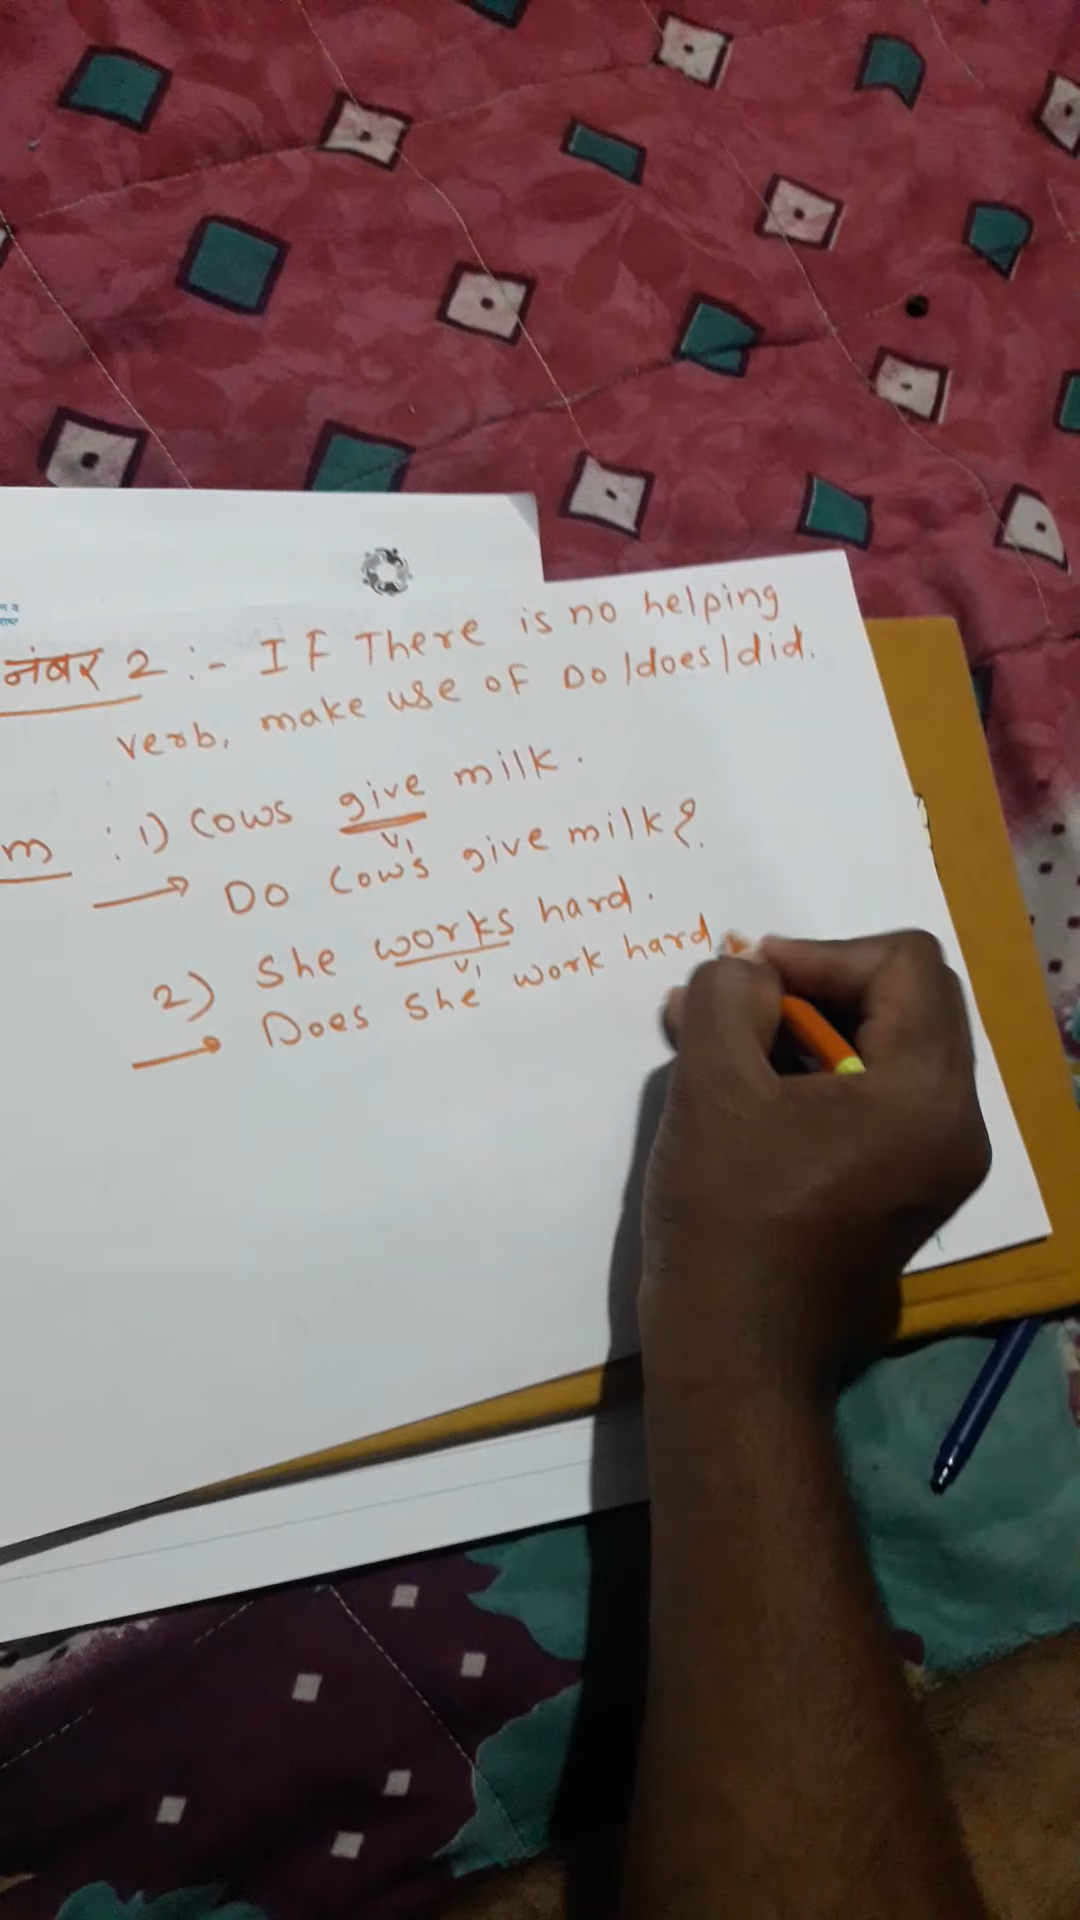 नंबर 2 :- IF There is no helping
verb, make use of Do/does/did.
m : 1) Cows give milk.
V1
→ Do cows give milk?
2) She works hard.
V1
→ Does she work hard